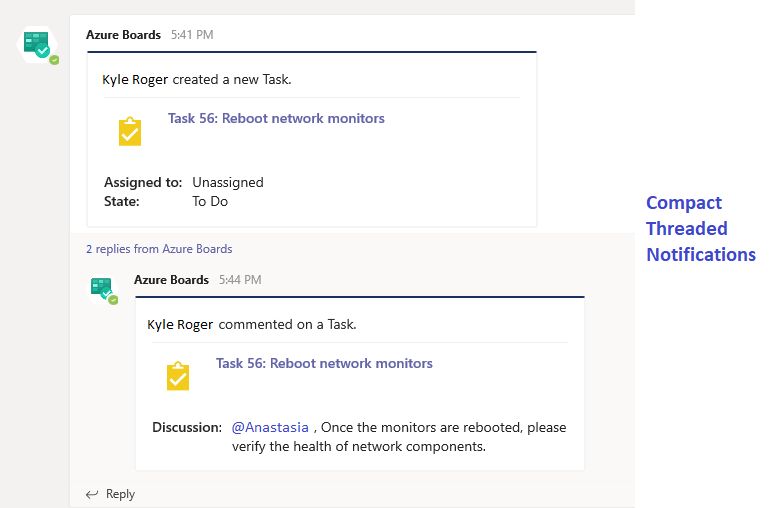 Azure Boards 5:41 PM
Kyle Roger created a new Task.
Task 56: Reboot network monitors
Assigned to: Unassigned
State: To Do
Compact
Threaded
Notifications
2 replies from Azure Boards
Azure Boards 5:44 PM
Kyle Roger commented on a Task.
Task 56: Reboot network monitors
Discussion: @Anastasia , Once the monitors are rebooted, please
verify the health of network components.
Reply